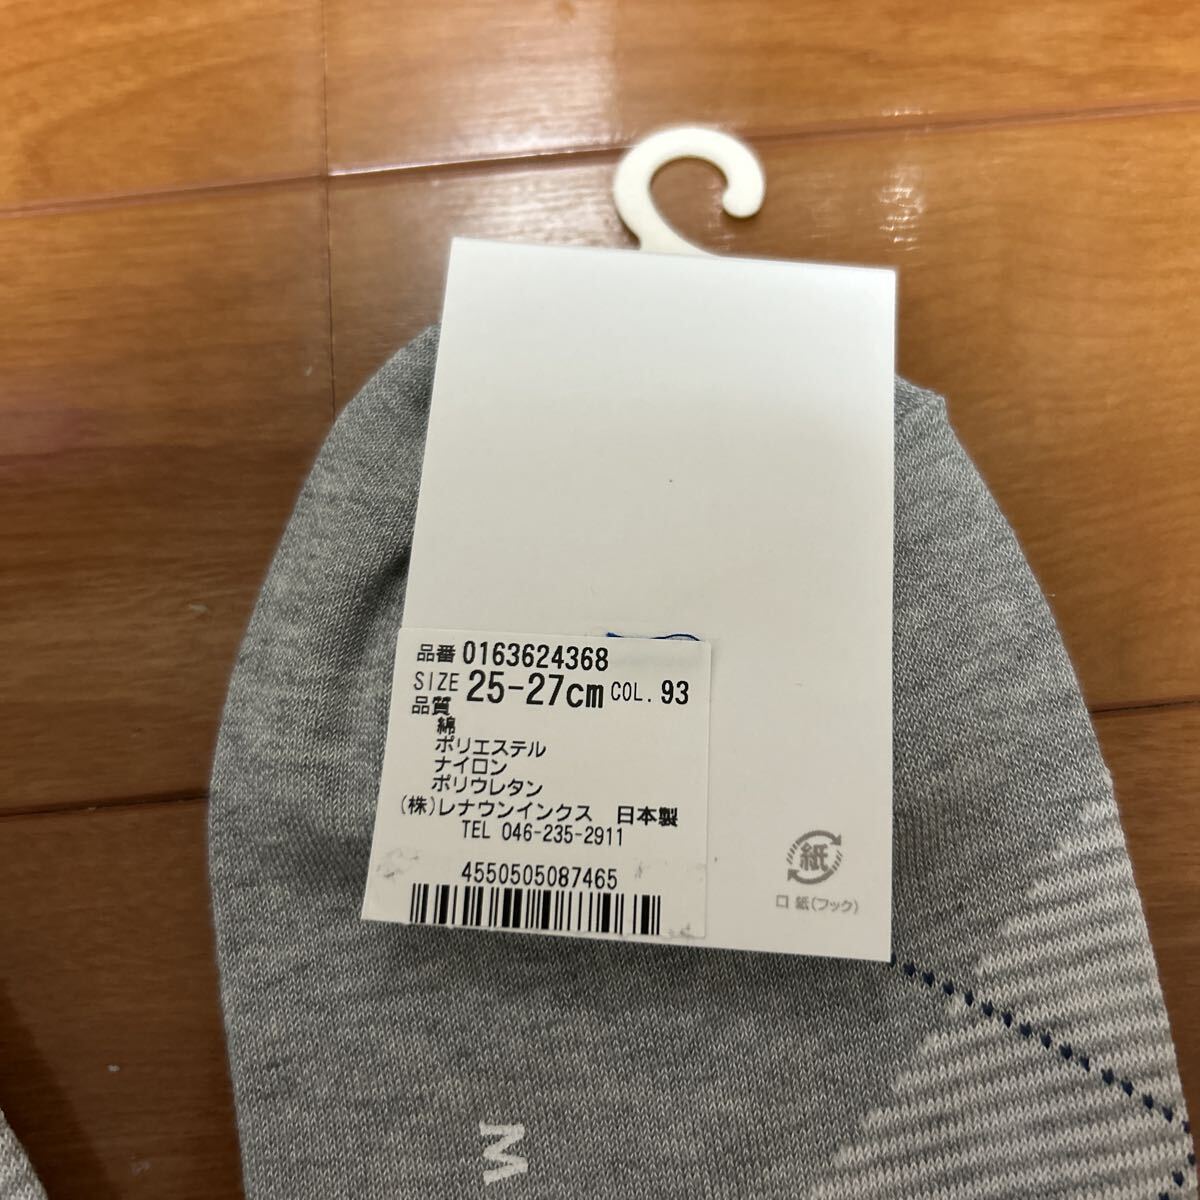 品番 0163624368
SIZE 25-27cm COL. 93
品質
綿
ポリエステル
ナイロン
ポリウレタン
(株)レナウンインクス 日本製
TEL 046-235-2911
4550505087465
紙
口 紙(フック)
M